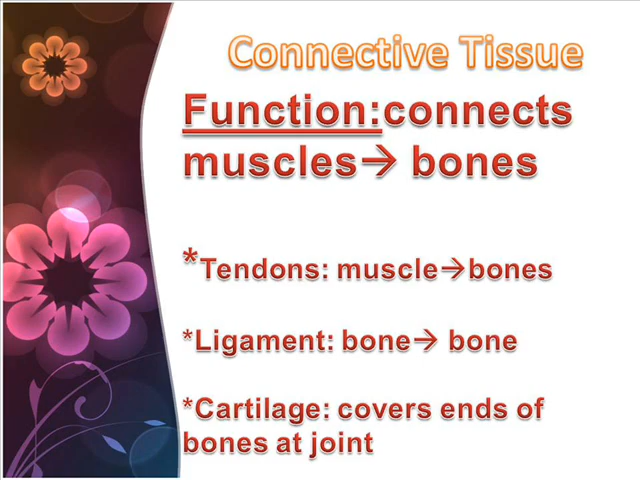 Connective Tissue
Function:connects
muscles→ bones
*Tendons: muscle→bones
*Ligament: bone→ bone
*Cartilage: covers ends of
bones at joint